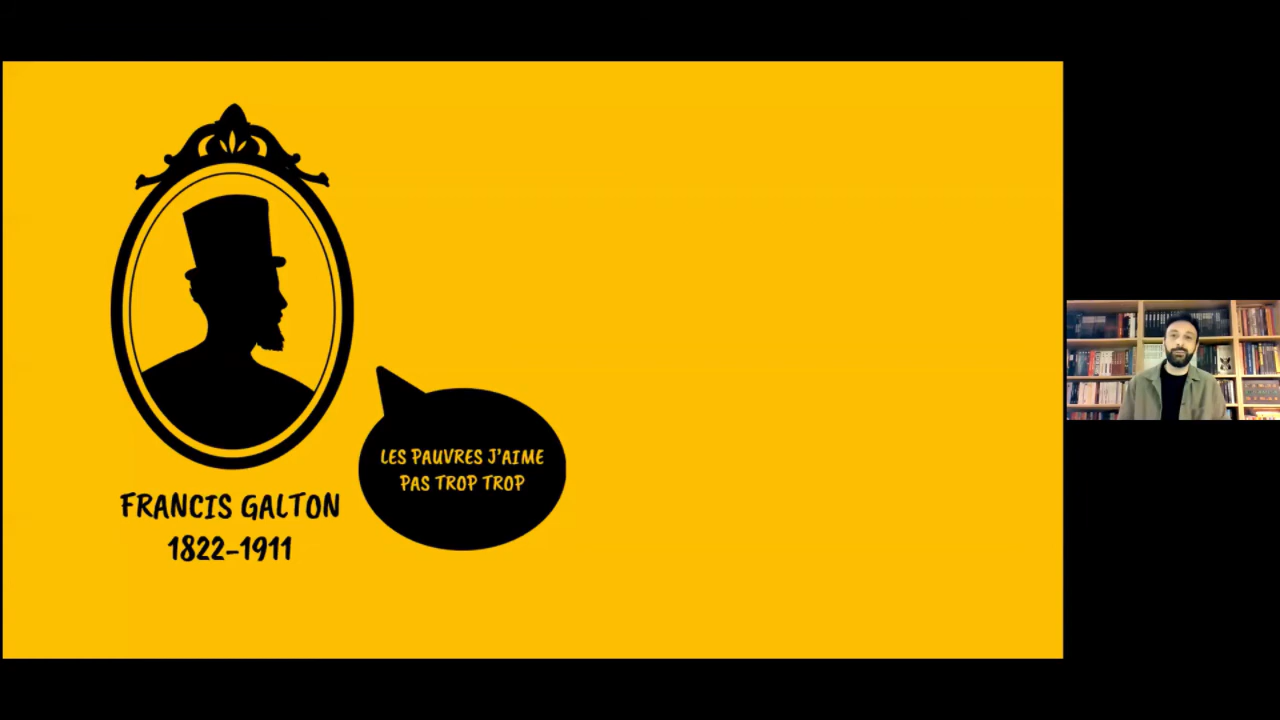 LES PAUVRES J'AIME
PAS TROP TROP
FRANCIS GALTON
1822-1911